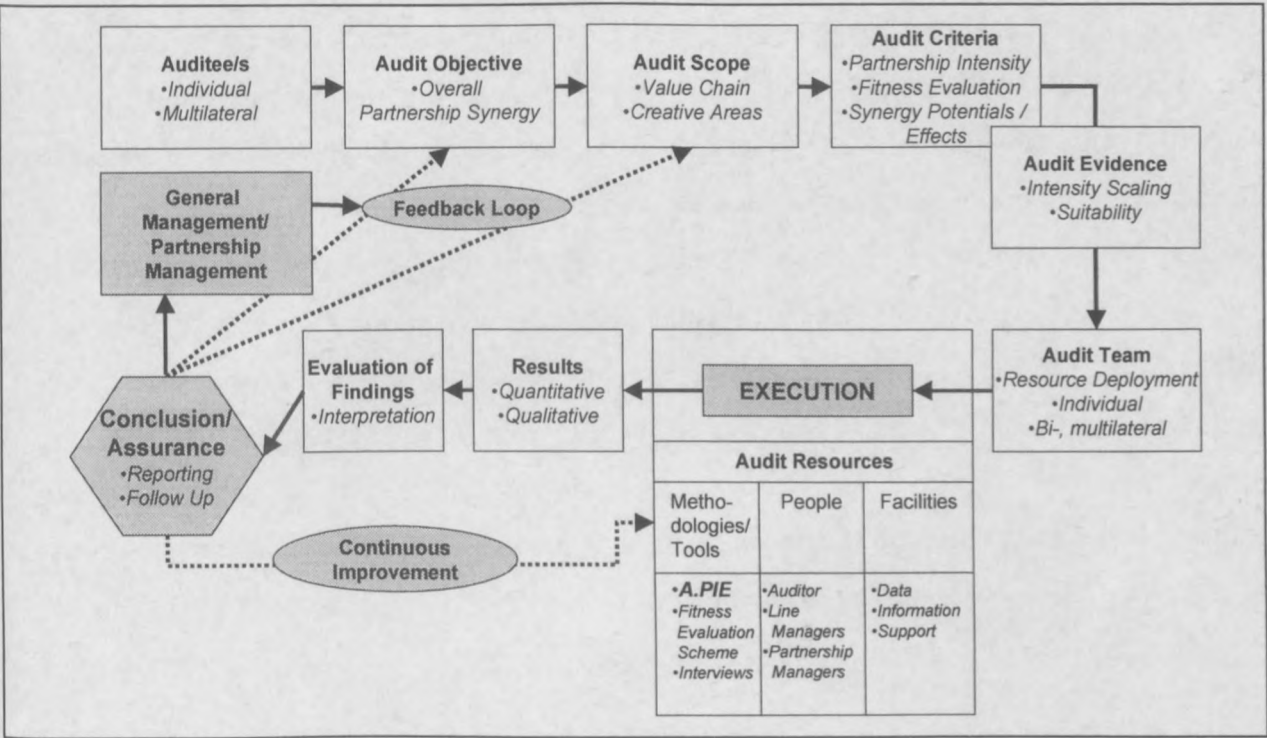 Auditee/s
•Individual
•Multilateral
Audit Objective
•Overall
Partnership Synergy
Audit Scope
•Value Chain
•Creative Areas
Audit Criteria
•Partnership Intensity
•Fitness Evaluation
•Synergy Potentials /
Effects
Audit Evidence
•Intensity Scaling
•Suitability
General
Management/
Partnership
Management
Feedback Loop
Audit Team
•Resource Deployment
•Individual
•Bi-, multilateral
EXECUTION
Results
•Quantitative
•Qualitative
Evaluation of
Findings
•Interpretation
Conclusion/
Assurance
•Reporting
•Follow Up
Continuous
Improvement
Audit Resources
Metho-
dologies/
Tools
People
Facilities
•A.PIE
•Fitness
Evaluation
Scheme
•Interviews
•Auditor
•Line
Managers
•Partnership
Managers
•Data
•Information
•Support